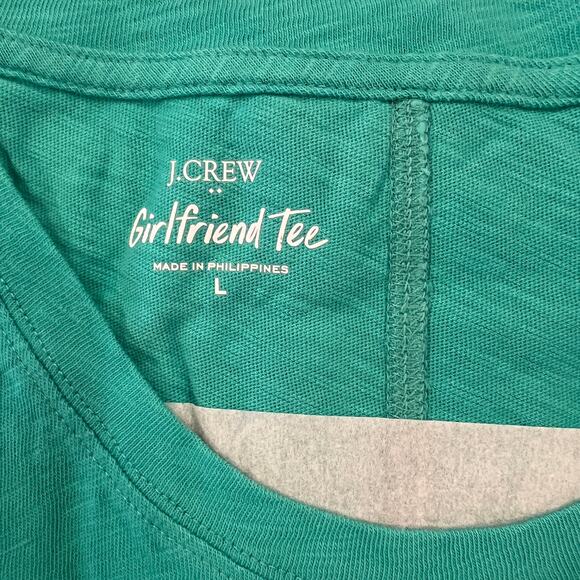 J.CREW
Girlfriend Tee
MADE IN PHILIPPINES
L